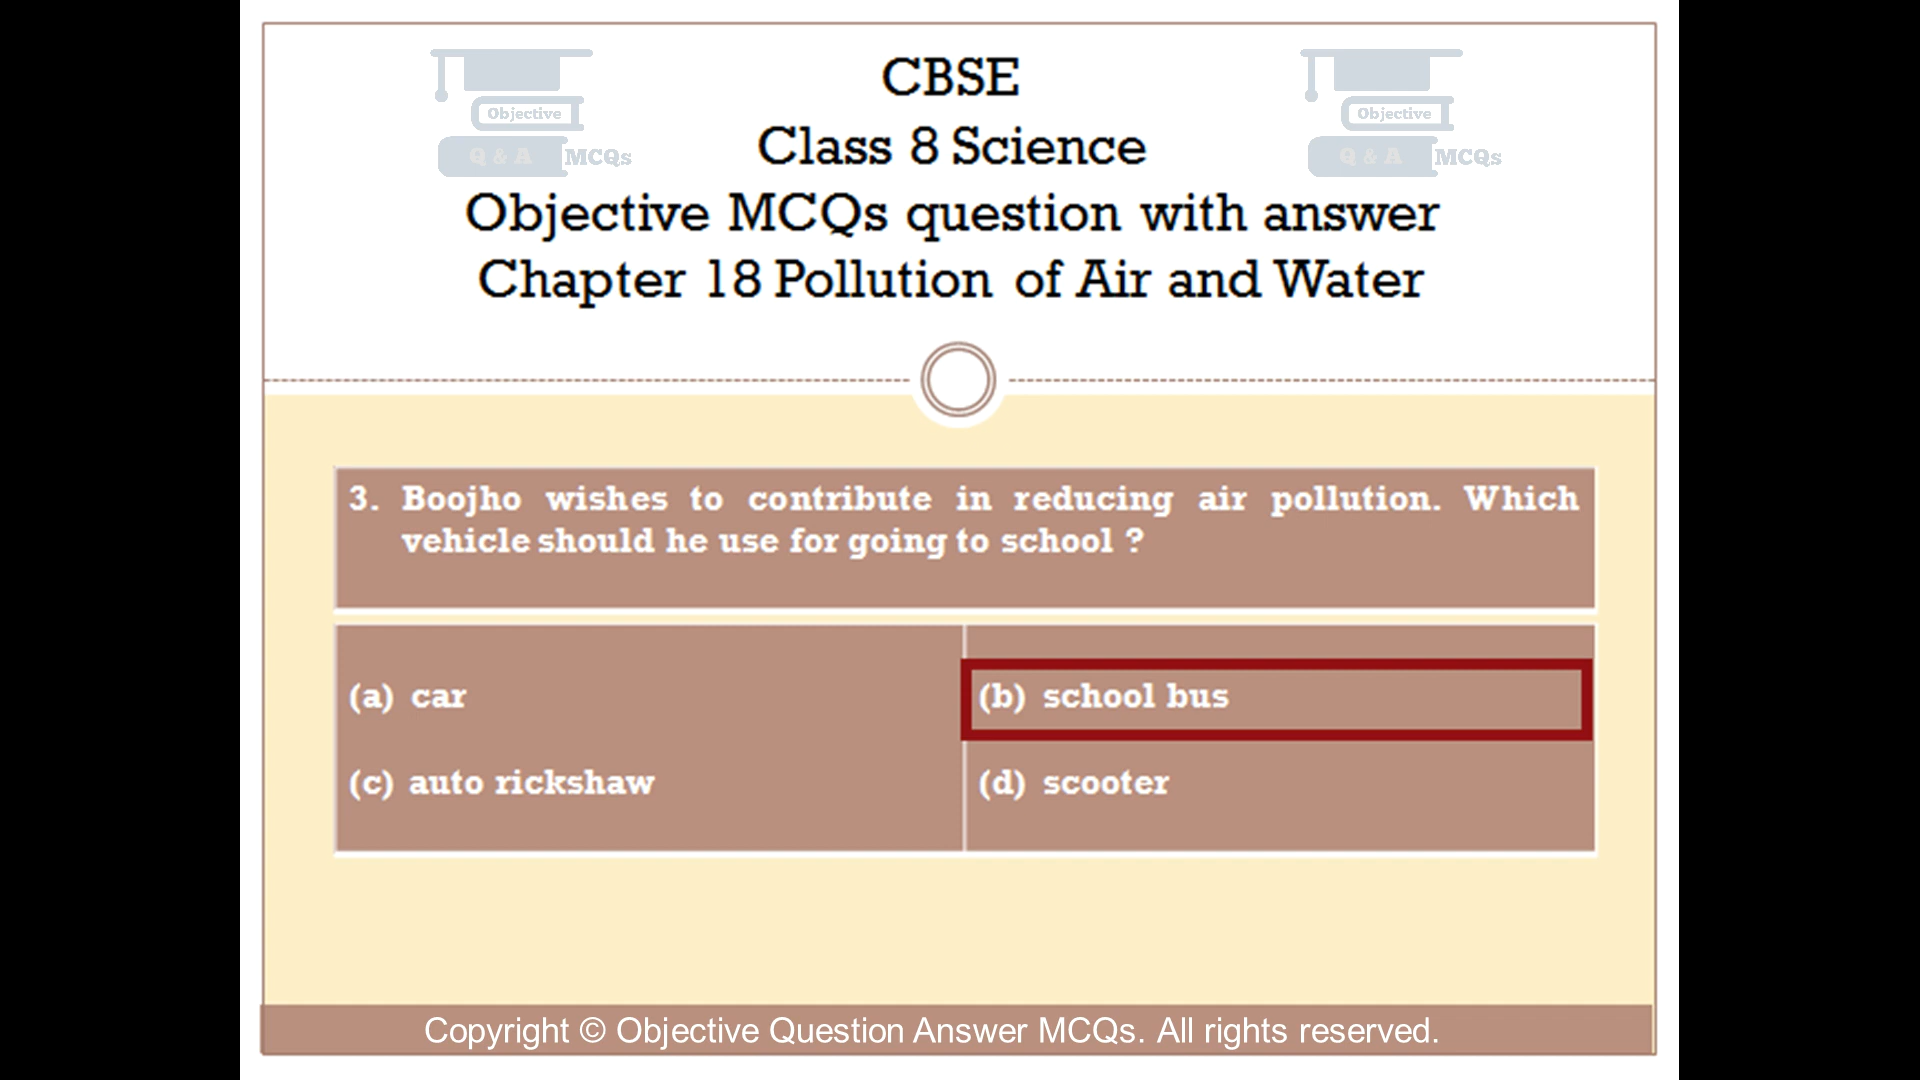 CBSE
Class 8 Science
Objective MCQs question with answer
Chapter 18 Pollution of Air and Water
Objective
Q & A MCQs
Objective
Q & A MCQs
3. Boojho wishes to contribute in reducing air pollution. Which
vehicle should he use for going to school ?
(a) car
(b) school bus
(c) auto rickshaw
(d) scooter
Copyright © Objective Question Answer MCQs. All rights reserved.